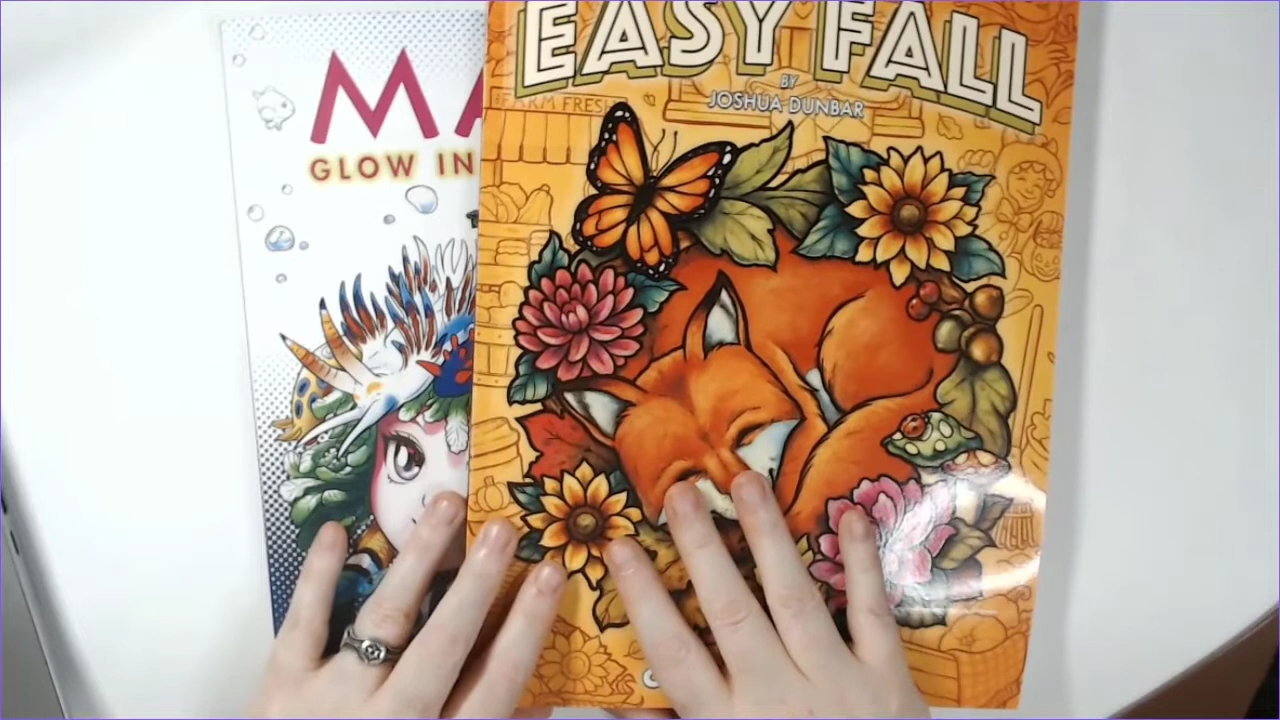 MA
GLOW IN
EASY FALL
BY
JOSHUA DUNBAR
FARM FRESH